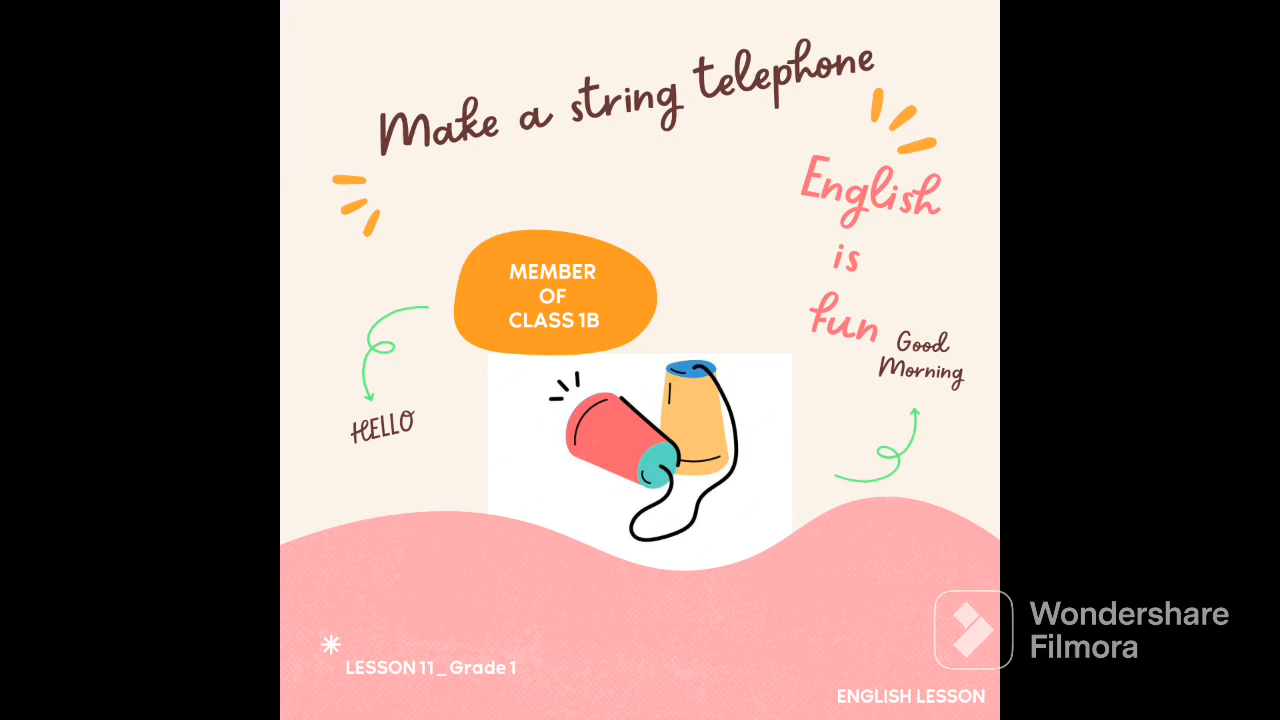 Make a string telephone
English
is
fun
MEMBER
OF
CLASS 1B
Good
Morning
HELLO
LESSON 11_Grade 1
ENGLISH LESSON
Wondershare
Filmora